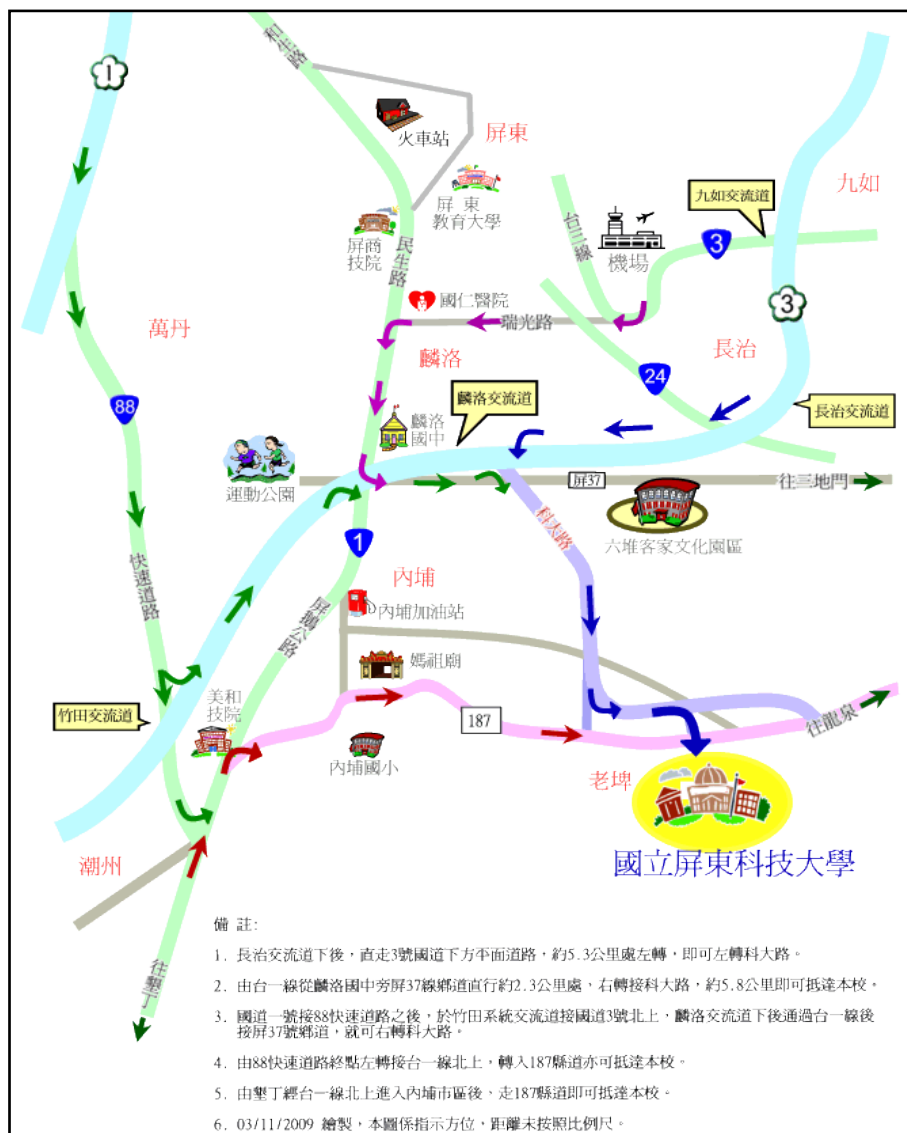 1
和生路
火車站
屏東
屏東
教育大學
九如
九如交流道
台三線
3
機場
屏商
技院
民生路
國仁醫院
3
瑞光路
萬丹
麟洛
長治
24
88
麟洛交流道
長治交流道
麟洛
國中
運動公園
屏37
往三地門
科大路
六堆客家文化園區
1
快速道路
內埔
屏鵝公路
內埔加油站
媽祖廟
美和
技院
竹田交流道
187
往龍泉
內埔國小
老埤
潮州
國立屏東科技大學
往墾丁
備 註:
1. 長治交流道下後，直走3號國道下方平面道路，約5.3公里處左轉，即可左轉科大路。
2. 由台一線從麟洛國中旁屏37線鄉道直行約2.3公里處，右轉接科大路，約5.8公里即可抵達本校。
3. 國道一號接88快速道路之後，於竹田系統交流道接國道3號北上，麟洛交流道下後通過台一線後
接屏37號鄉道，就可右轉科大路。
4. 由88快速道路終點左轉接台一線北上，轉入187縣道亦可抵達本校。
5. 由墾丁經台一線北上進入內埔市區後、走187縣道即可抵達本校。
6. 03/11/2009 繪製，本圖係指示方位，距離未按照比例尺。